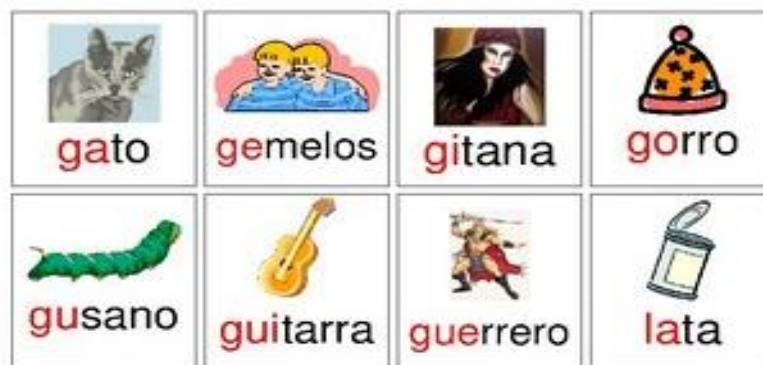 gato
gemelos
gitana
gorro
gusano
guitarra
guerrero
lata